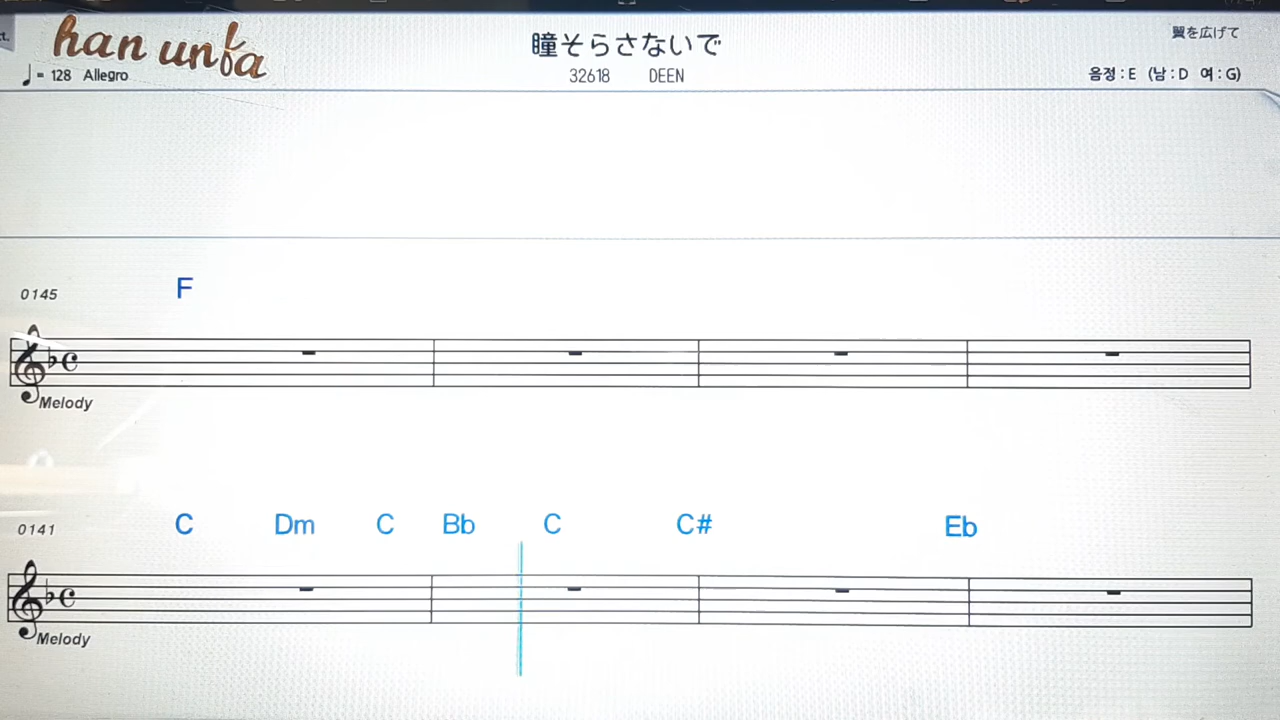 han unfa
瞳そらさないで
翼を広げて
♩= 128 Allegro
32618 DEEN
음정 : E (남 : D 여 : G)
0145 F
Melody
0141 C Dm C Bb C C# Eb
Melody